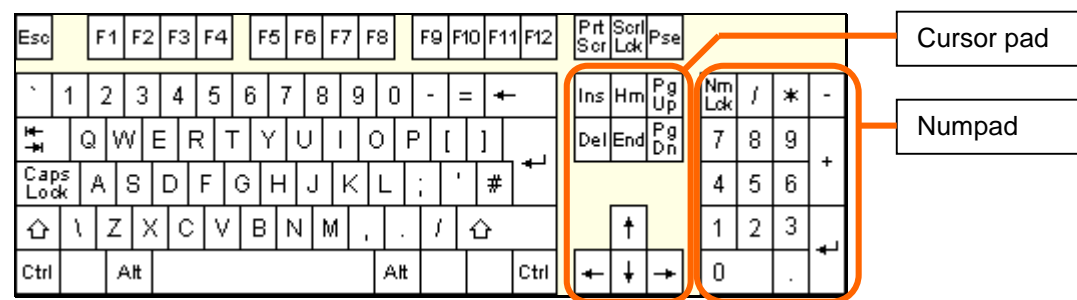 Esc F1 F2 F3 F4 F5 F6 F7 F8 F9 F10 F11 F12 Prt Scr Scrl Lck Pse
Cursor pad
` 1 2 3 4 5 6 7 8 9 0 - = ← Ins Hm Pg Up Nm Lck / * -
Q W E R T Y U I O P [ ] Del End Pg Dn 7 8 9 +
Numpad
Caps Lock A S D F G H J K L ; ' # 4 5 6
\ Z X C V B N M , . / ↑ 1 2 3
Ctrl Alt Alt Ctrl ← ↓ → 0 .